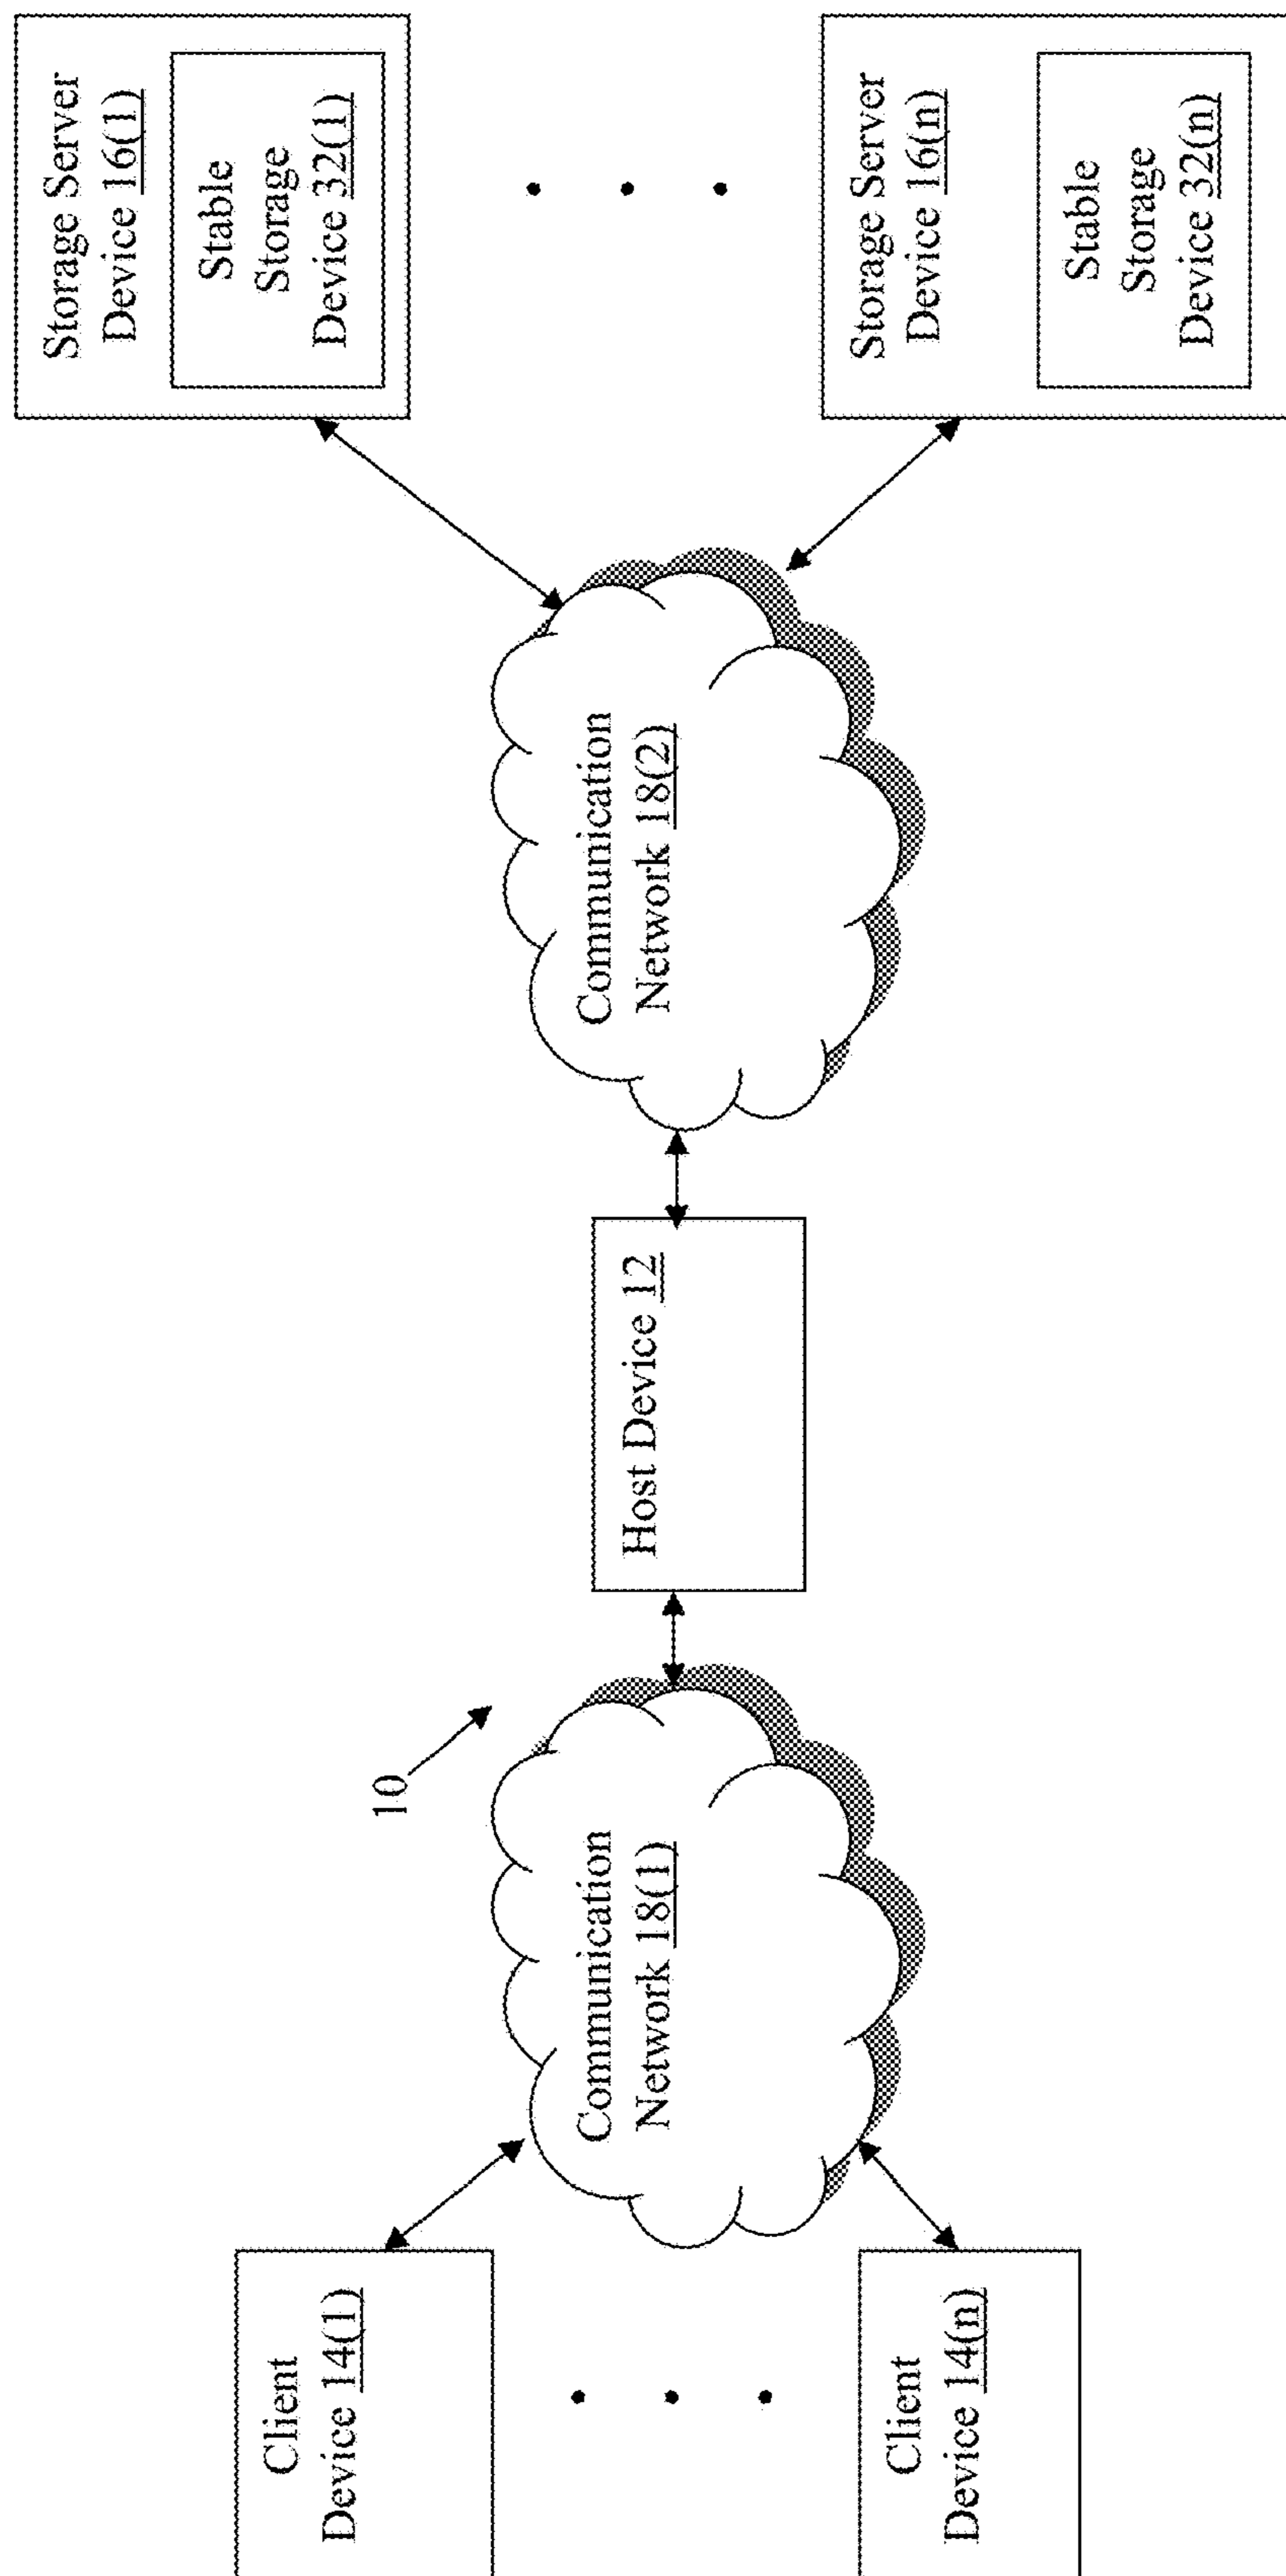 Client
Device 14(1)
Client
Device 14(n)
10
Communication
Network 18(1)
Host Device 12
Communication
Network 18(2)
Storage Server
Device 16(1)
Stable
Storage
Device 32(1)
Storage Server
Device 16(n)
Stable
Storage
Device 32(n)